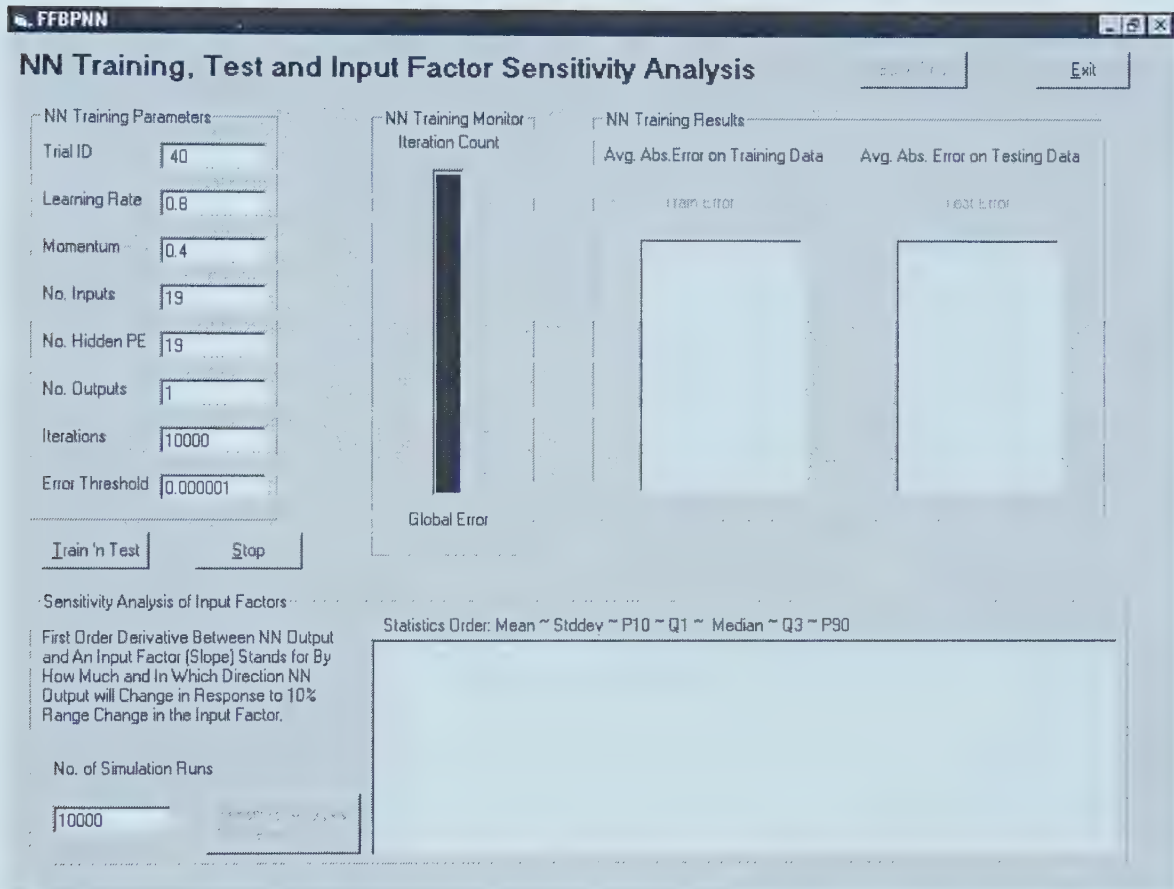 FFBPNN
NN Training, Test and Input Factor Sensitivity Analysis
Exit
NN Training Parameters
Trial ID 40
Learning Rate 0.8
Momentum 0.4
No. Inputs 19
No. Hidden PE 19
No. Outputs 1
Iterations 10000
Error Threshold 0.000001
Train 'n Test
Stop
NN Training Monitor
Iteration Count
Global Error
NN Training Results
Avg. Abs.Error on Training Data
Avg. Abs. Error on Testing Data
Train Error
Test Error
Sensitivity Analysis of Input Factors
First Order Derivative Between NN Output
and An Input Factor (Slope) Stands for By
How Much and In Which Direction NN
Output will Change in Response to 10%
Range Change in the Input Factor.
No. of Simulation Runs
10000
Statistics Order: Mean ~ Stddev ~ P10 ~ Q1 ~ Median ~ Q3 ~ P90